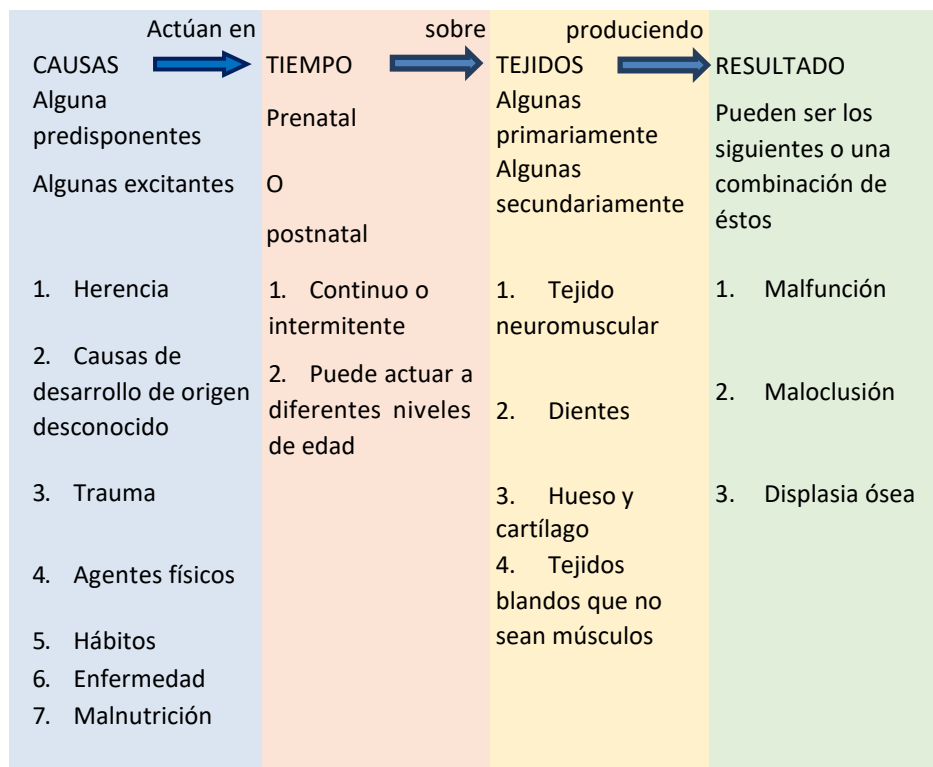 Actúan en sobre produciendo
CAUSAS TIEMPO TEJIDOS RESULTADO
Alguna
predisponentes
Algunas excitantes
1. Herencia
2. Causas de
desarrollo de origen
desconocido
3. Trauma
4. Agentes físicos
5. Hábitos
6. Enfermedad
7. Malnutrición
Prenatal
O
postnatal
1. Continuo o
intermitente
2. Puede actuar a
diferentes niveles
de edad
Algunas
primariamente
Algunas
secundariamente
1. Tejido
neuromuscular
2. Dientes
3. Hueso y
cartílago
4. Tejidos
blandos que no
sean músculos
Pueden ser los
siguientes o una
combinación de
éstos
1. Malfunción
2. Maloclusión
3. Displasia ósea